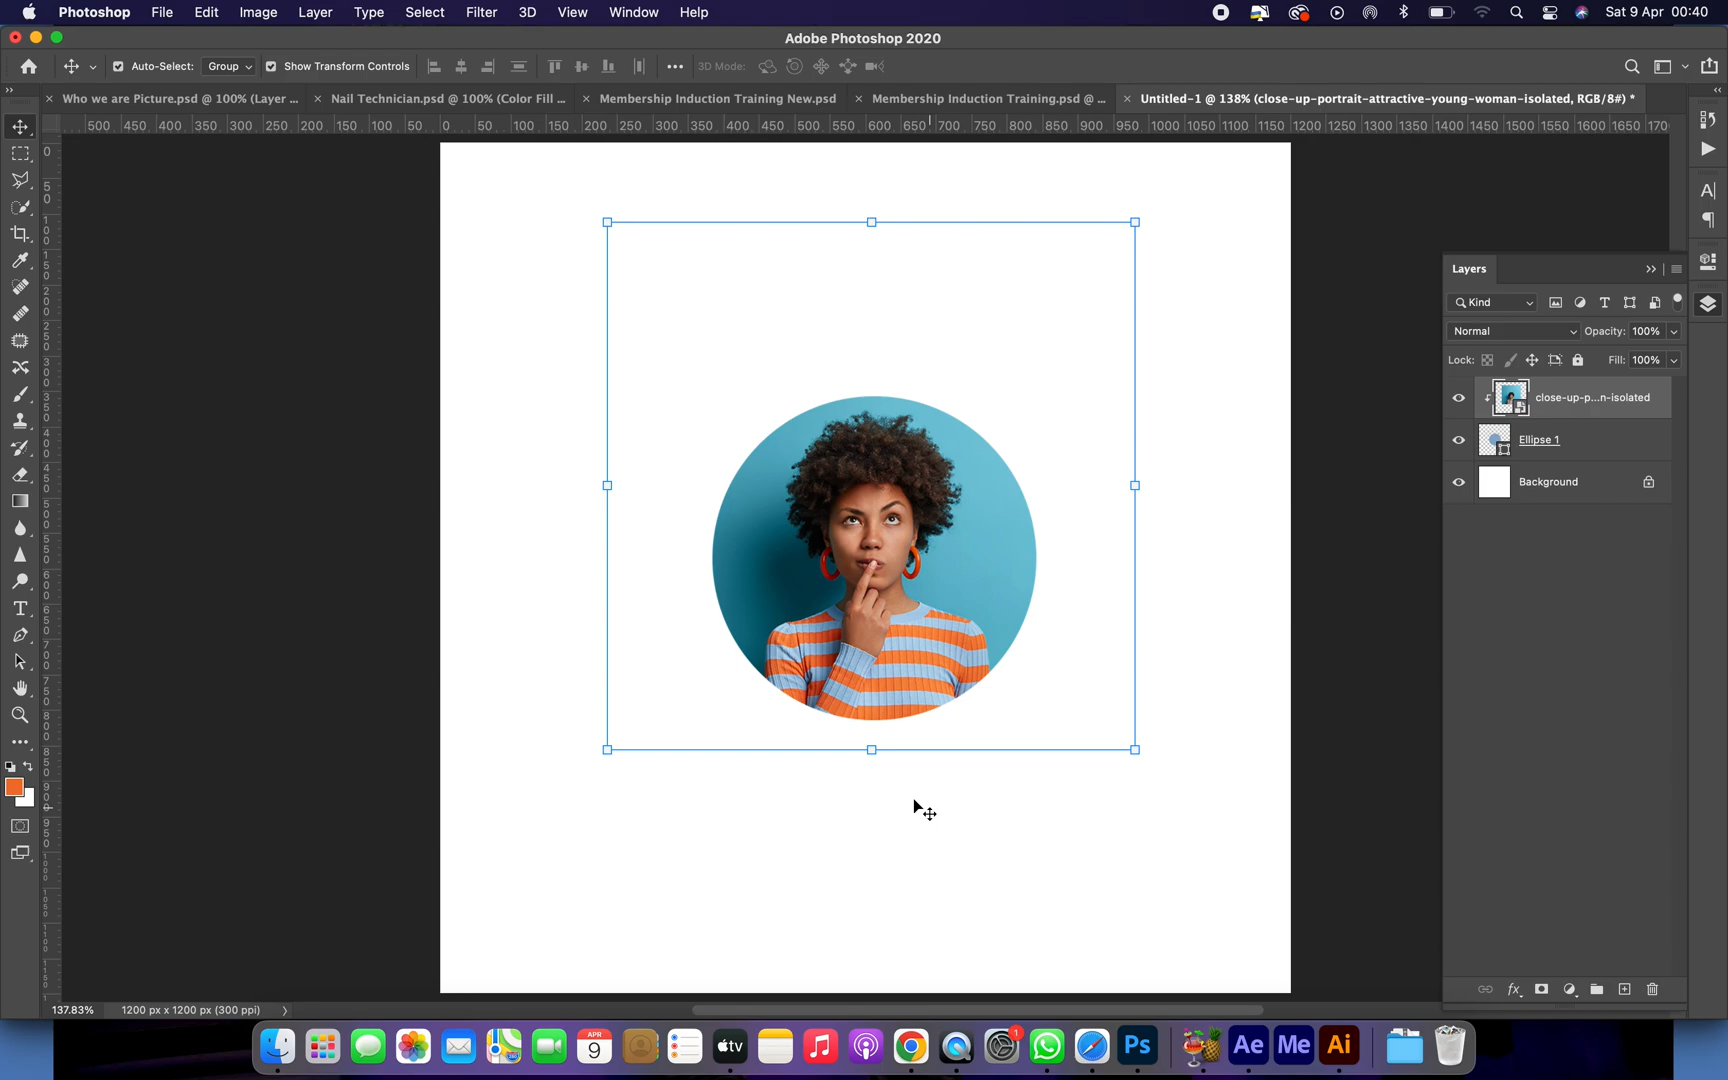 Photoshop File Edit Image Layer Type Select Filter 3D View Window Help Sat 9 Apr 00:40
Adobe Photoshop 2020
Auto-Select: Group Show Transform Controls 3D Mode:
Who we are Picture.psd @ 100% (Layer ... Nail Technician.psd @ 100% (Color Fill ... Membership Induction Training New.psd Membership Induction Training.psd @ ... Untitled-1 @ 138% (close-up-portrait-attractive-young-woman-isolated, RGB/8#) *
500 450 400 350 300 250 200 150 100 50 0 50 100 150 200 250 300 350 400 450 500 550 600 650 700 750 800 850 900 950 1000 1050 1100 1150 1200 1250 1300 1350 1400 1450 1500 1550 1600 1650 170
Layers
Kind
Normal Opacity: 100%
Lock: Fill: 100%
close-up-p...n-isolated
Ellipse 1
Background
137.83% 1200 px x 1200 px (300 ppi)
APR
9
tv
1
Ps Ae Me Ai